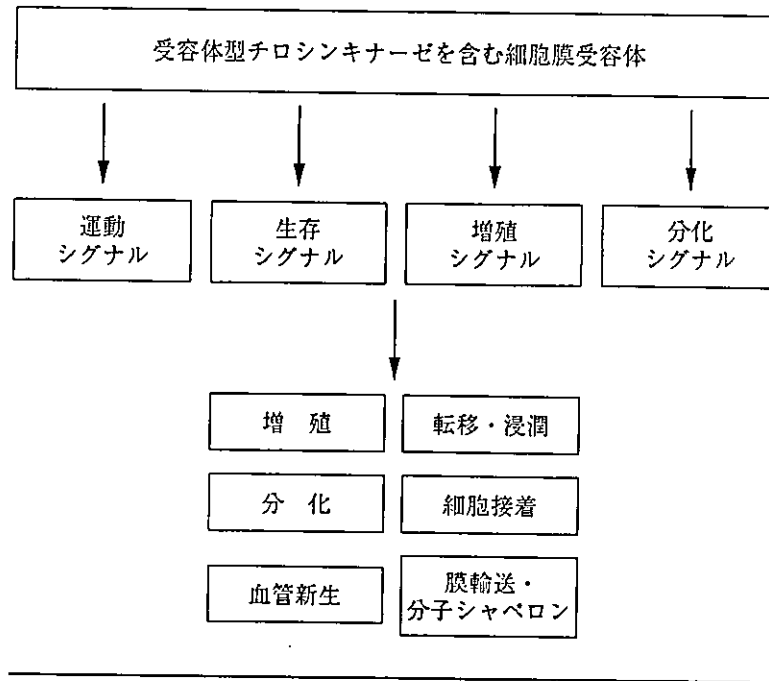 受容体型チロシンキナーゼを含む細胞膜受容体
運動
シグナル
生存
シグナル
増殖
シグナル
分化
シグナル
増 殖
転移・浸潤
分 化
細胞接着
血管新生
膜輸送・
分子シャペロン